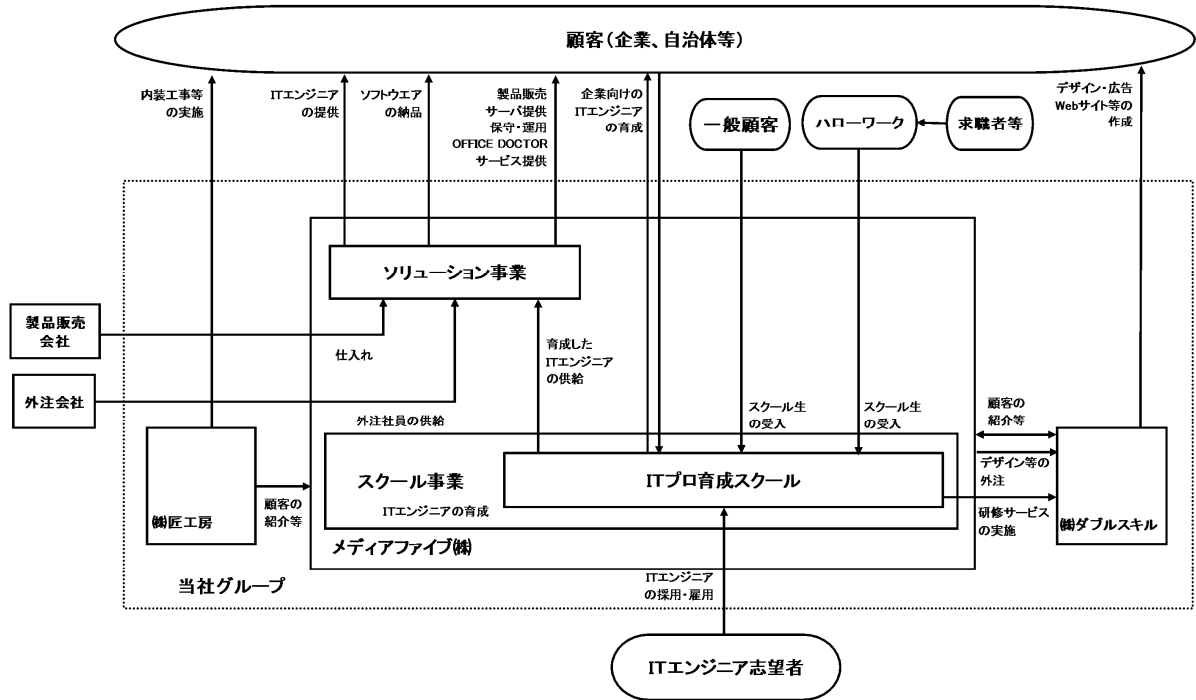 顧客（企業、自治体等）
内装工事等
の実施
ITエンジニア
の提供
ソフトウエア
の納品
製品販売
サーバ提供
保守・運用
OFFICE DOCTOR
サービス提供
企業向けの
ITエンジニア
の育成
デザイン・広告
Webサイト等の
作成
一般顧客
ハローワーク
求職者等
ソリューション事業
製品販売
会社
仕入れ
育成した
ITエンジニア
の供給
外注会社
外注社員の供給
スクール生
の受入
スクール生
の受入
顧客の
紹介等
デザイン等の
外注
スクール事業
ITプロ育成スクール
ITエンジニアの育成
顧客の
紹介等
㈱匠工房
研修サービス
の実施
㈱ダブルスキル
メディアファイブ㈱
当社グループ
ITエンジニア
の採用・雇用
ITエンジニア志望者